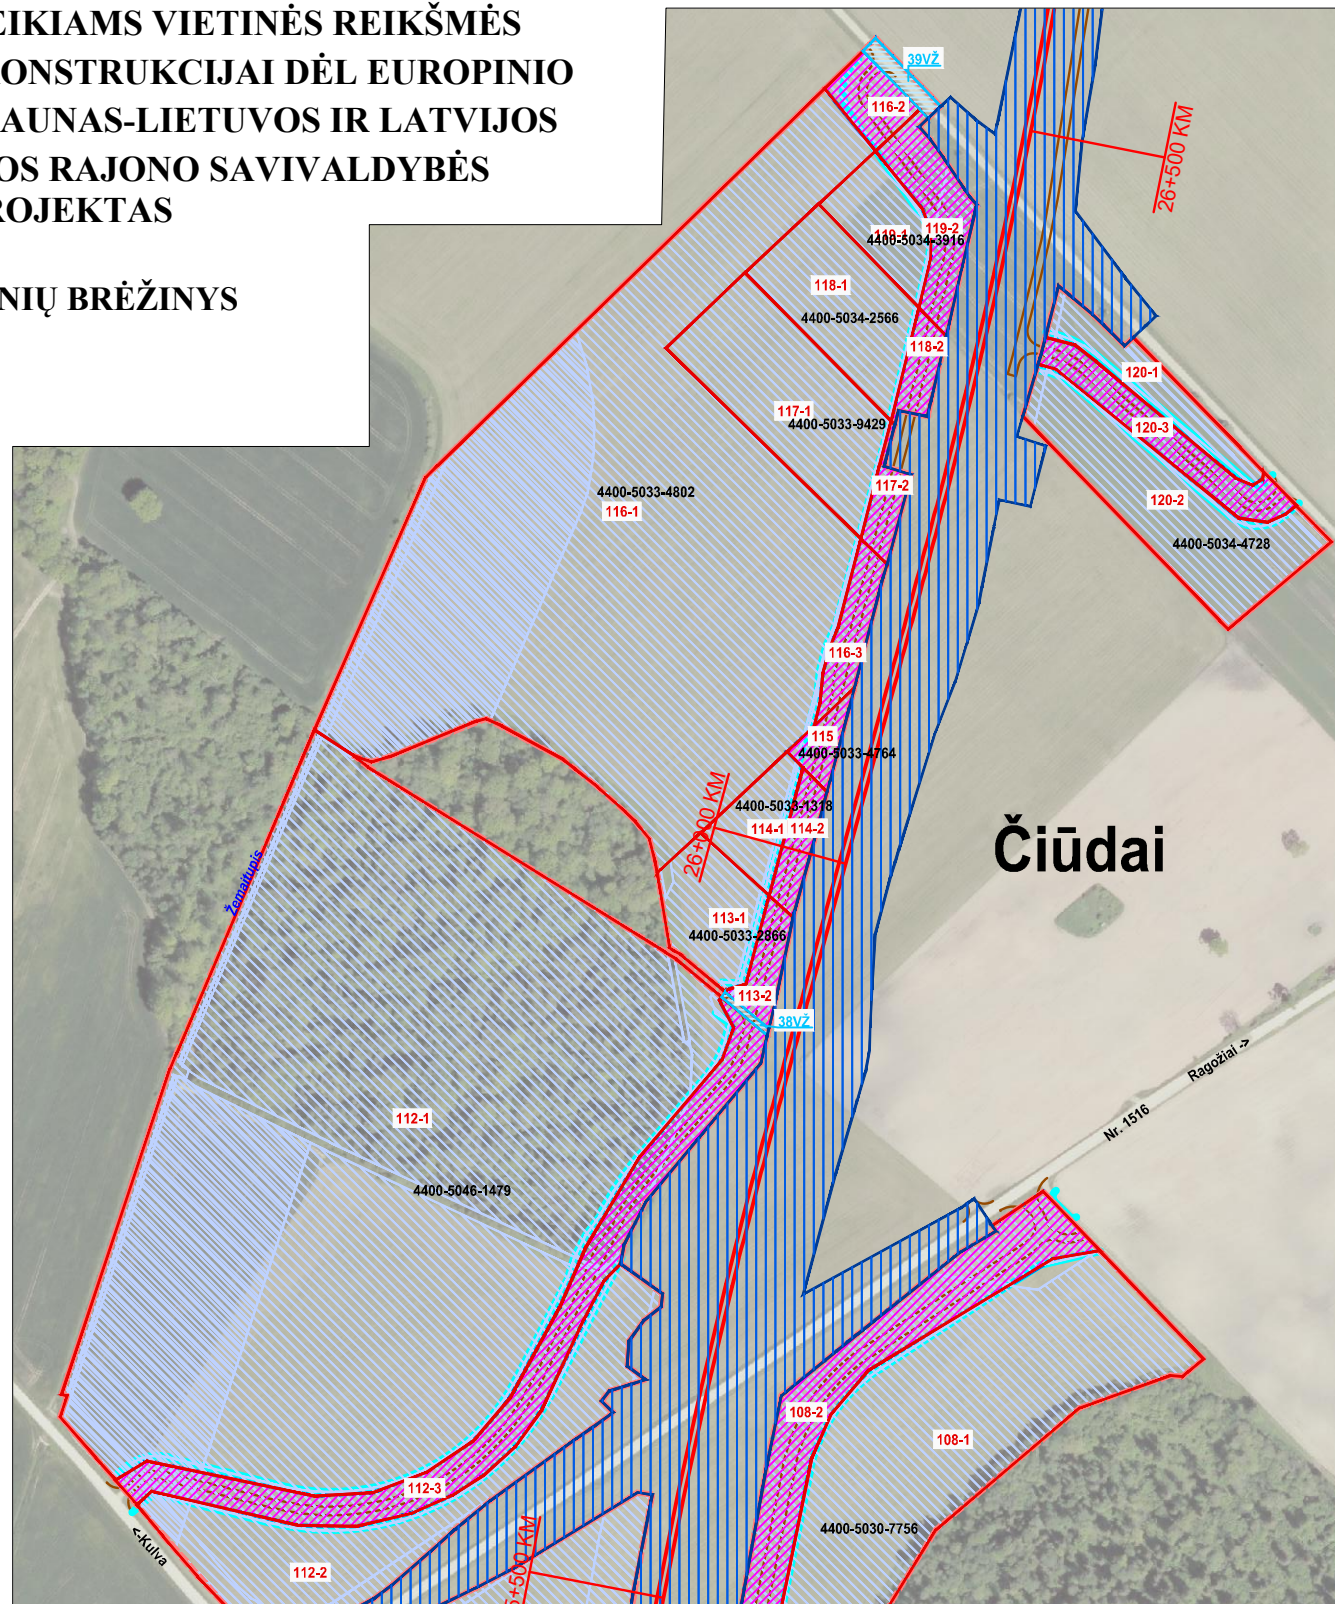 EIKIAMS VIETINĖS REIKŠMĖS
ONSTRUKCIJAI DĖL EUROPINIO
AUNAS-LIETUVOS IR LATVIJOS
OS RAJONO SAVIVALDYBĖS
ROJEKTAS
NIŲ BRĖŽINYS
39VŽ
116-2
26+500 KM
119-1
119-2
4400-5034-3916
118-1
4400-5034-2566
118-2
120-1
117-1
4400-5033-9429
120-3
4400-5033-4802
116-1
117-2
120-2
4400-5034-4728
116-3
115
4400-5033-4764
26+000 KM
4400-5033-1318
114-1
114-2
Čiūdai
Žemaitupis
113-1
4400-5033-2866
113-2
38VŽ
Ragožiai ->
Nr. 1516
112-1
4400-5046-1479
108-2
108-1
112-3
4400-5030-7756
<-Kulva
112-2
5+500 KM